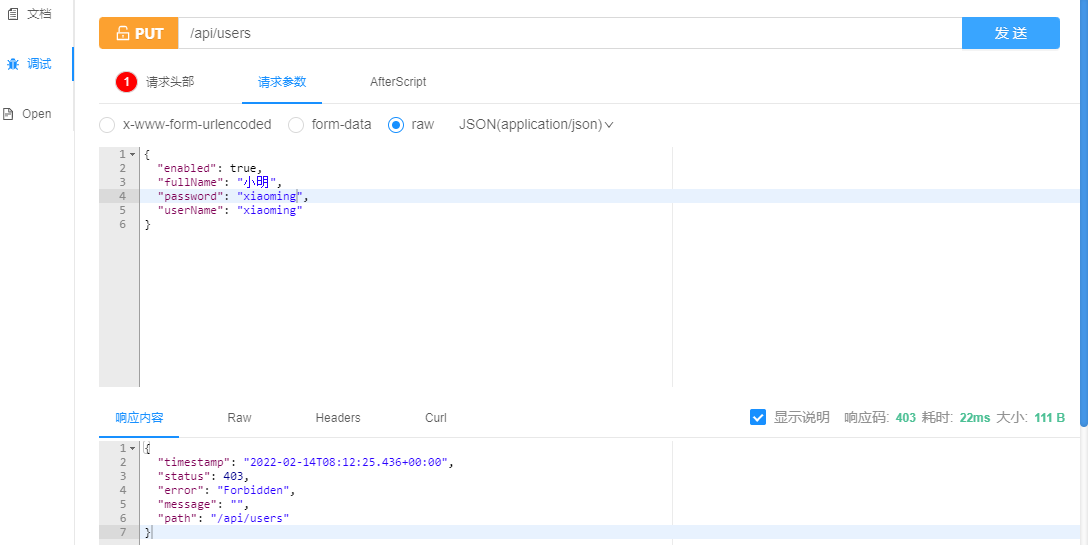 文档
调试
Open
PUT /api/users 发 送
1 请求头部 请求参数 AfterScript
x-www-form-urlencoded form-data raw JSON(application/json)
1 {
2 "enabled": true,
3 "fullName": "小明",
4 "password": "xiaoming",
5 "userName": "xiaoming"
6 }
响应内容 Raw Headers Curl 显示说明 响应码: 403 耗时: 22ms 大小: 111 B
1 {
2 "timestamp": "2022-02-14T08:12:25.436+00:00",
3 "status": 403,
4 "error": "Forbidden",
5 "message": "",
6 "path": "/api/users"
7 }